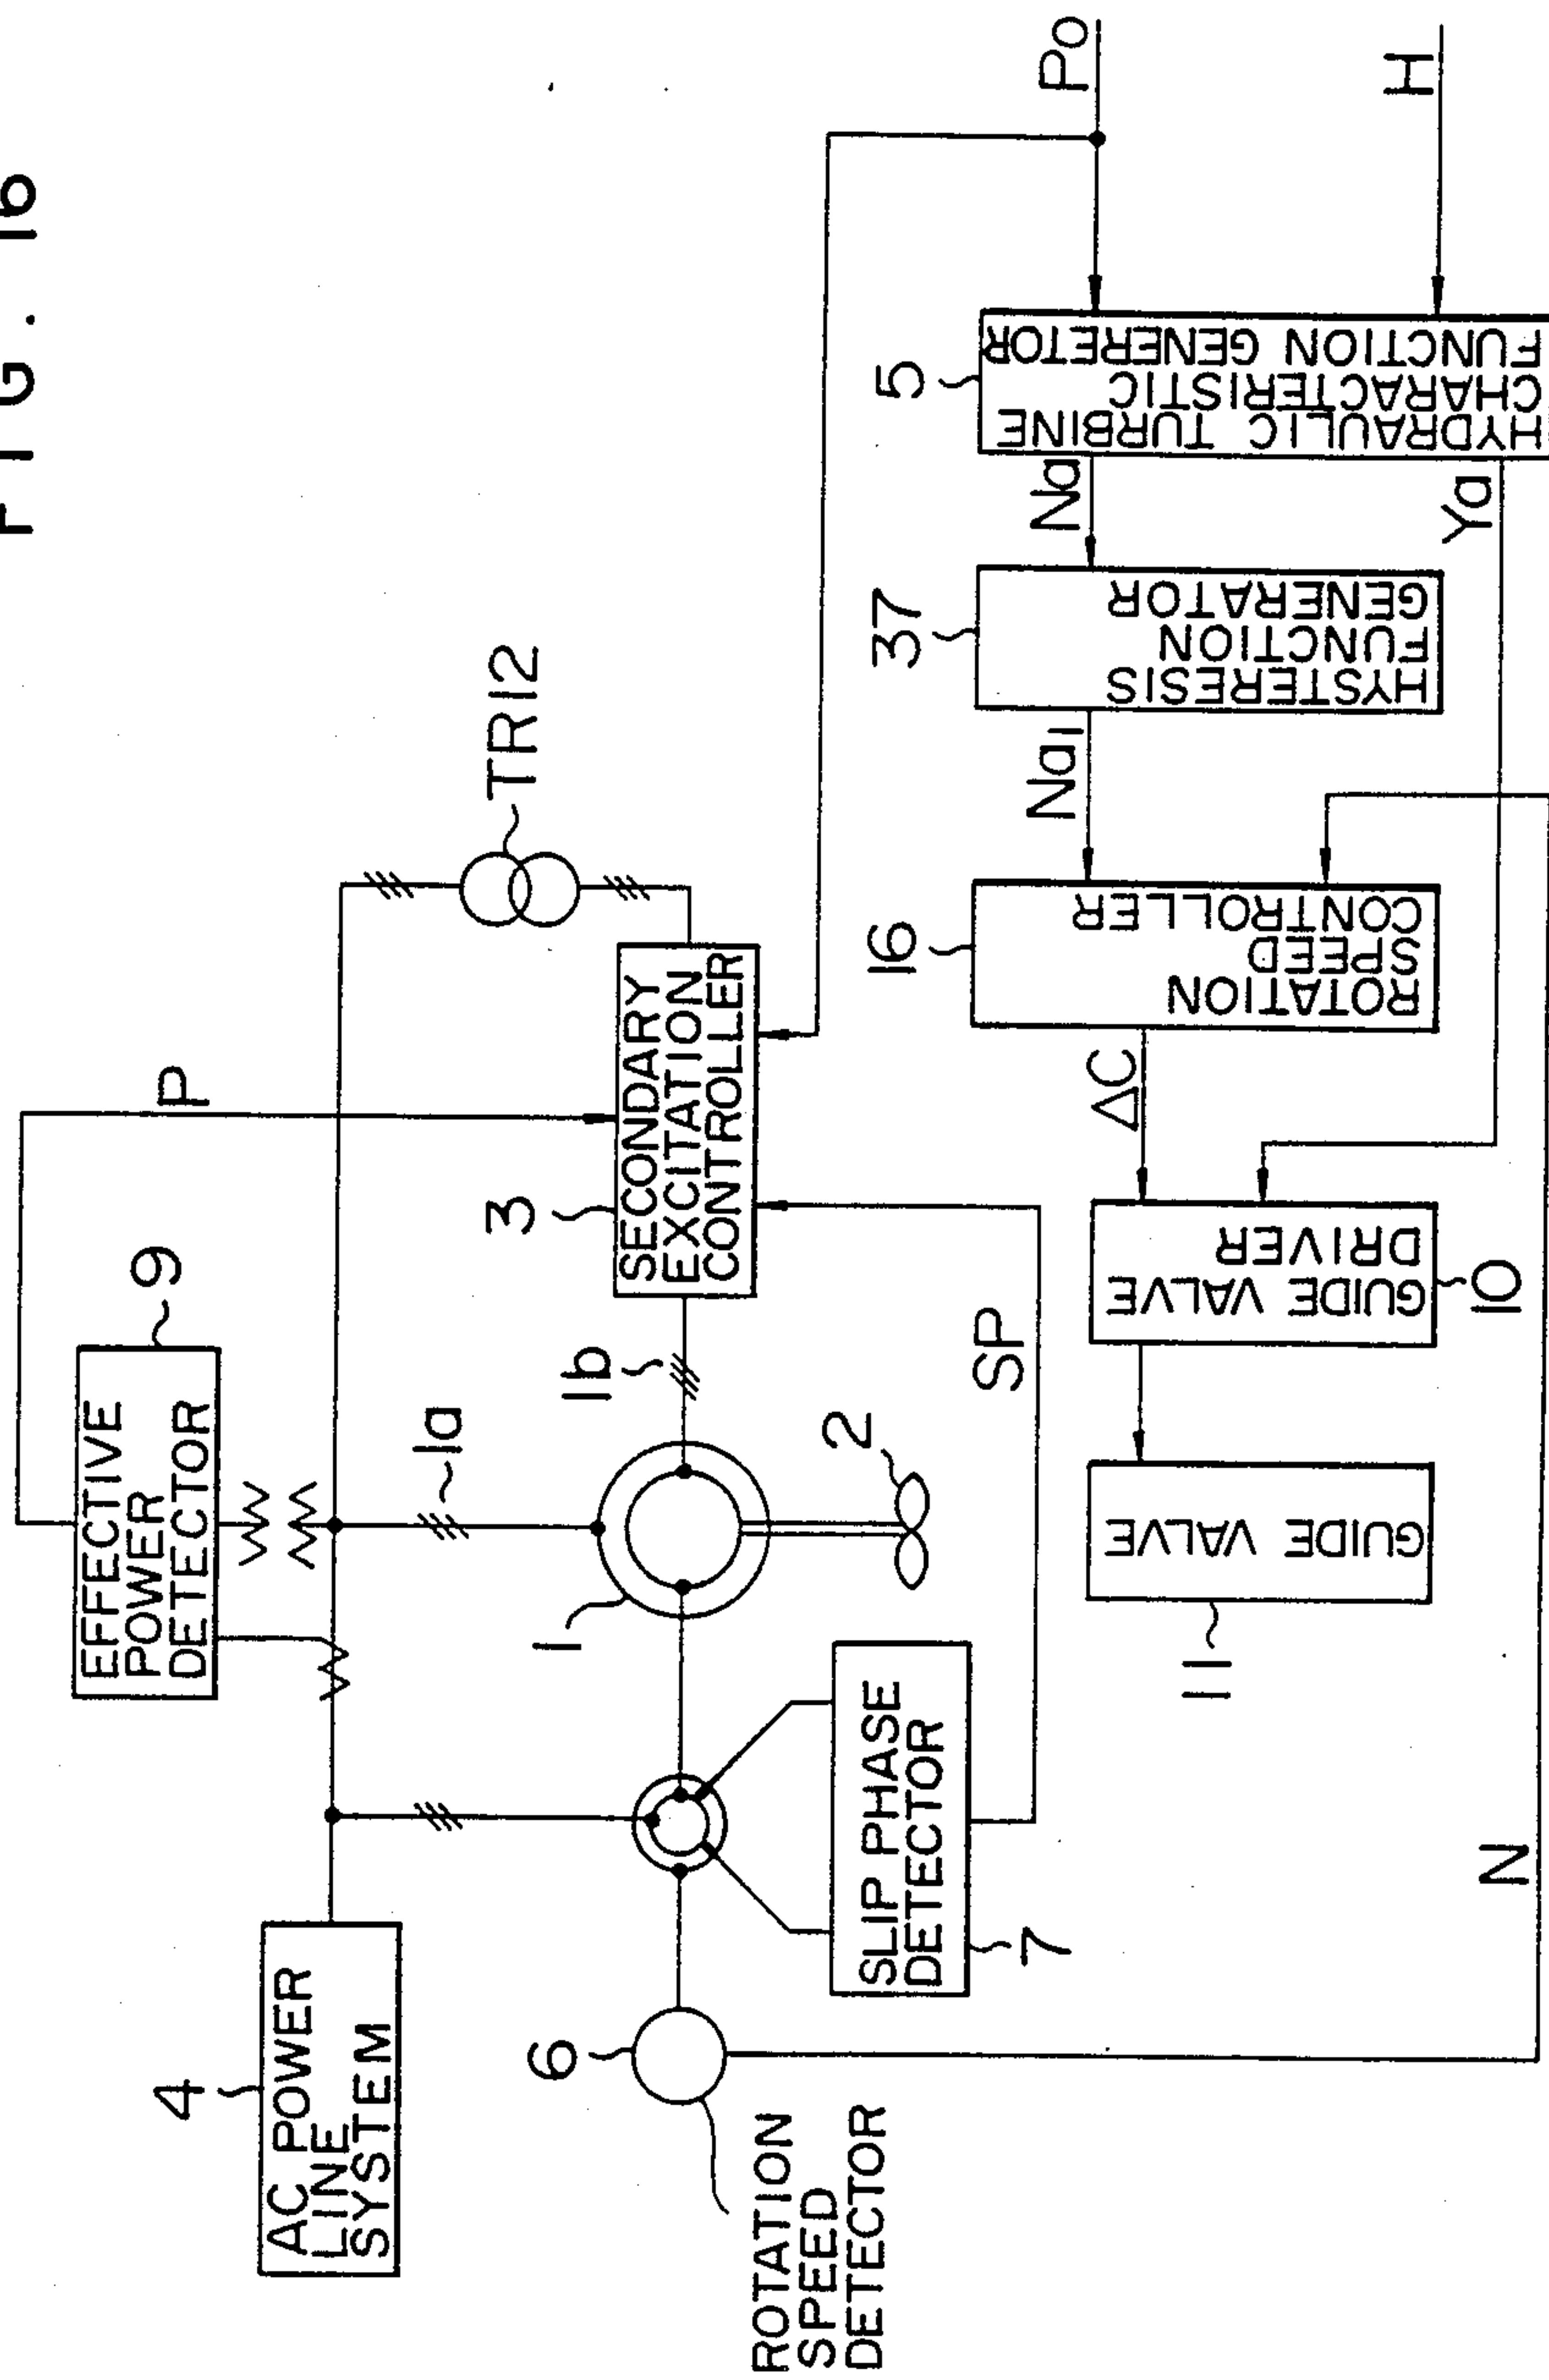 FIG. 16
EFFECTIVE
POWER
DETECTOR
9
P
4
AC POWER
LINE
SYSTEM
1a
TR12
1b
3
SECONDARY
EXCITATION
CONTROLLER
1
2
6
ROTATION
SPEED
DETECTOR
SLIP PHASE
DETECTOR
7
SP
Po
H
5
HYDRAULIC TURBINE
CHARACTERISTIC
FUNCTION GENERETOR
Na
Ya
37
HYSTERESIS
FUNCTION
GENERATOR
Na1
16
ROTATION
SPEED
CONTROLLER
ΔC
GUIDE VALVE
DRIVER
10
GUIDE VALVE
11
N